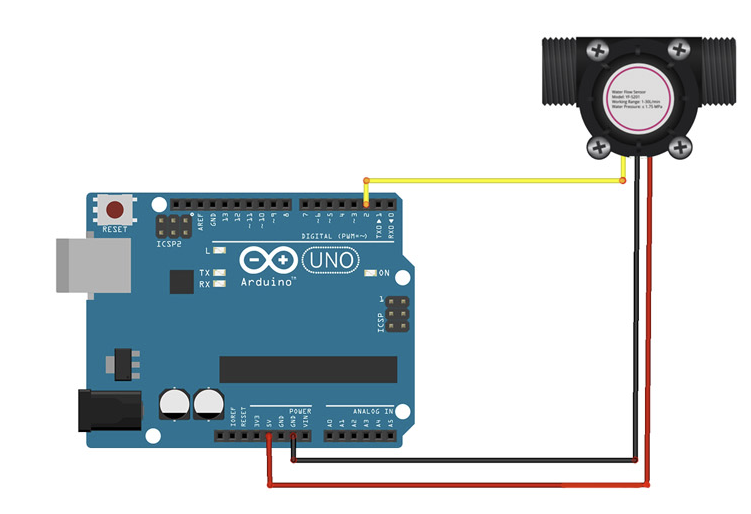 Water Flow Sensor
Model: YF-S201
Working Range: 1-30L/min
Water Pressure: ≤ 1.75 MPa
RESET
ICSP2
AREF
GND
13
12
~11
~10
~9
8
7
~6
~5
4
~3
2
TX0▶1
RX0◀0
DIGITAL (PWM=~)
L
TX
RX
UNO
Arduino™
ON
1
ICSP
POWER
ANALOG IN
IOREF
RESET
3V3
5V
GND
GND
VIN
A0
A1
A2
A3
A4
A5